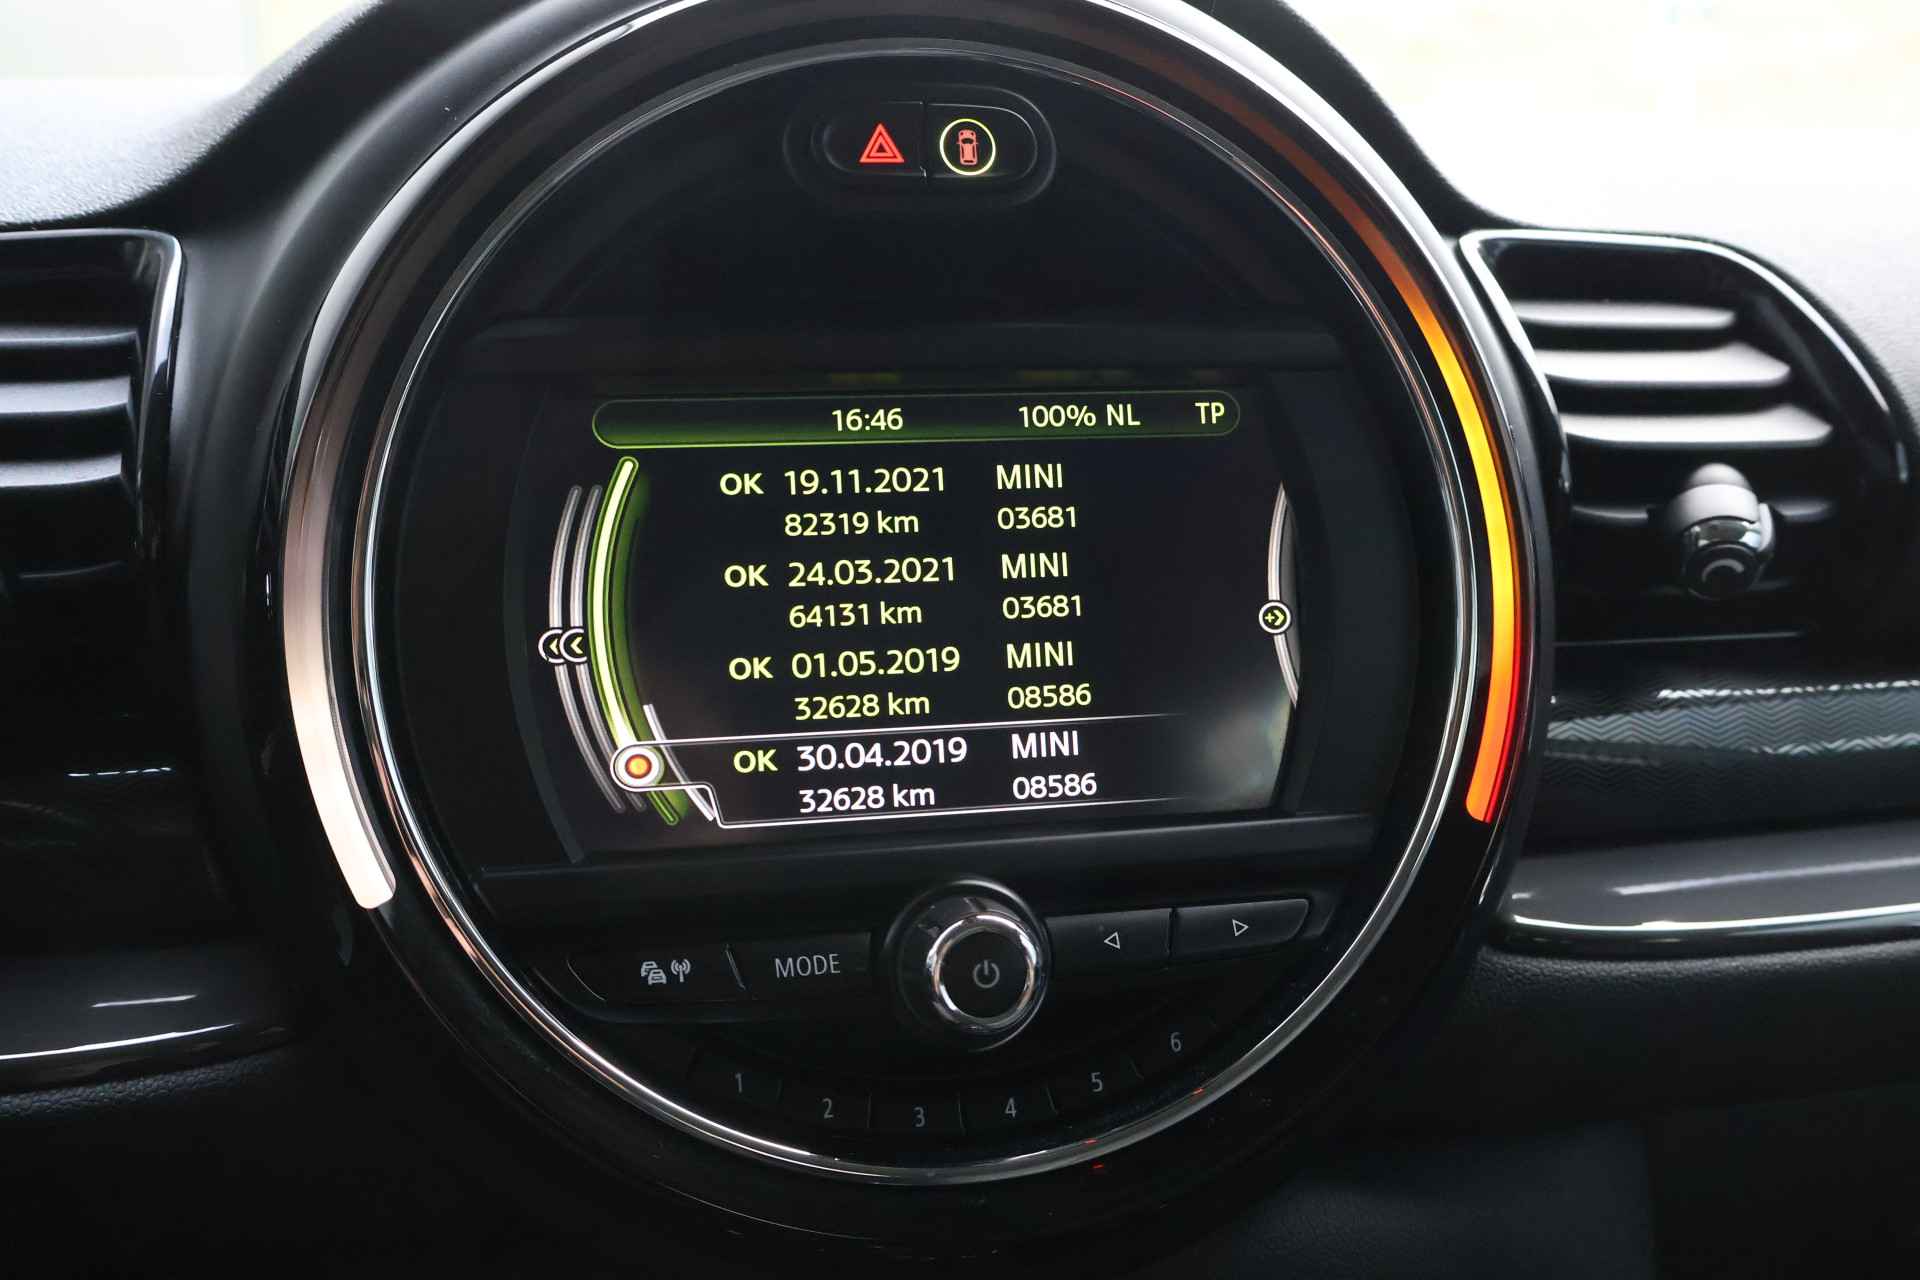 16:46 100% NL TP
OK 19.11.2021 MINI
82319 km 03681
OK 24.03.2021 MINI
64131 km 03681
OK 01.05.2019 MINI
32628 km 08586
OK 30.04.2019 MINI
32628 km 08586
MODE
1 2 3 4 5 6